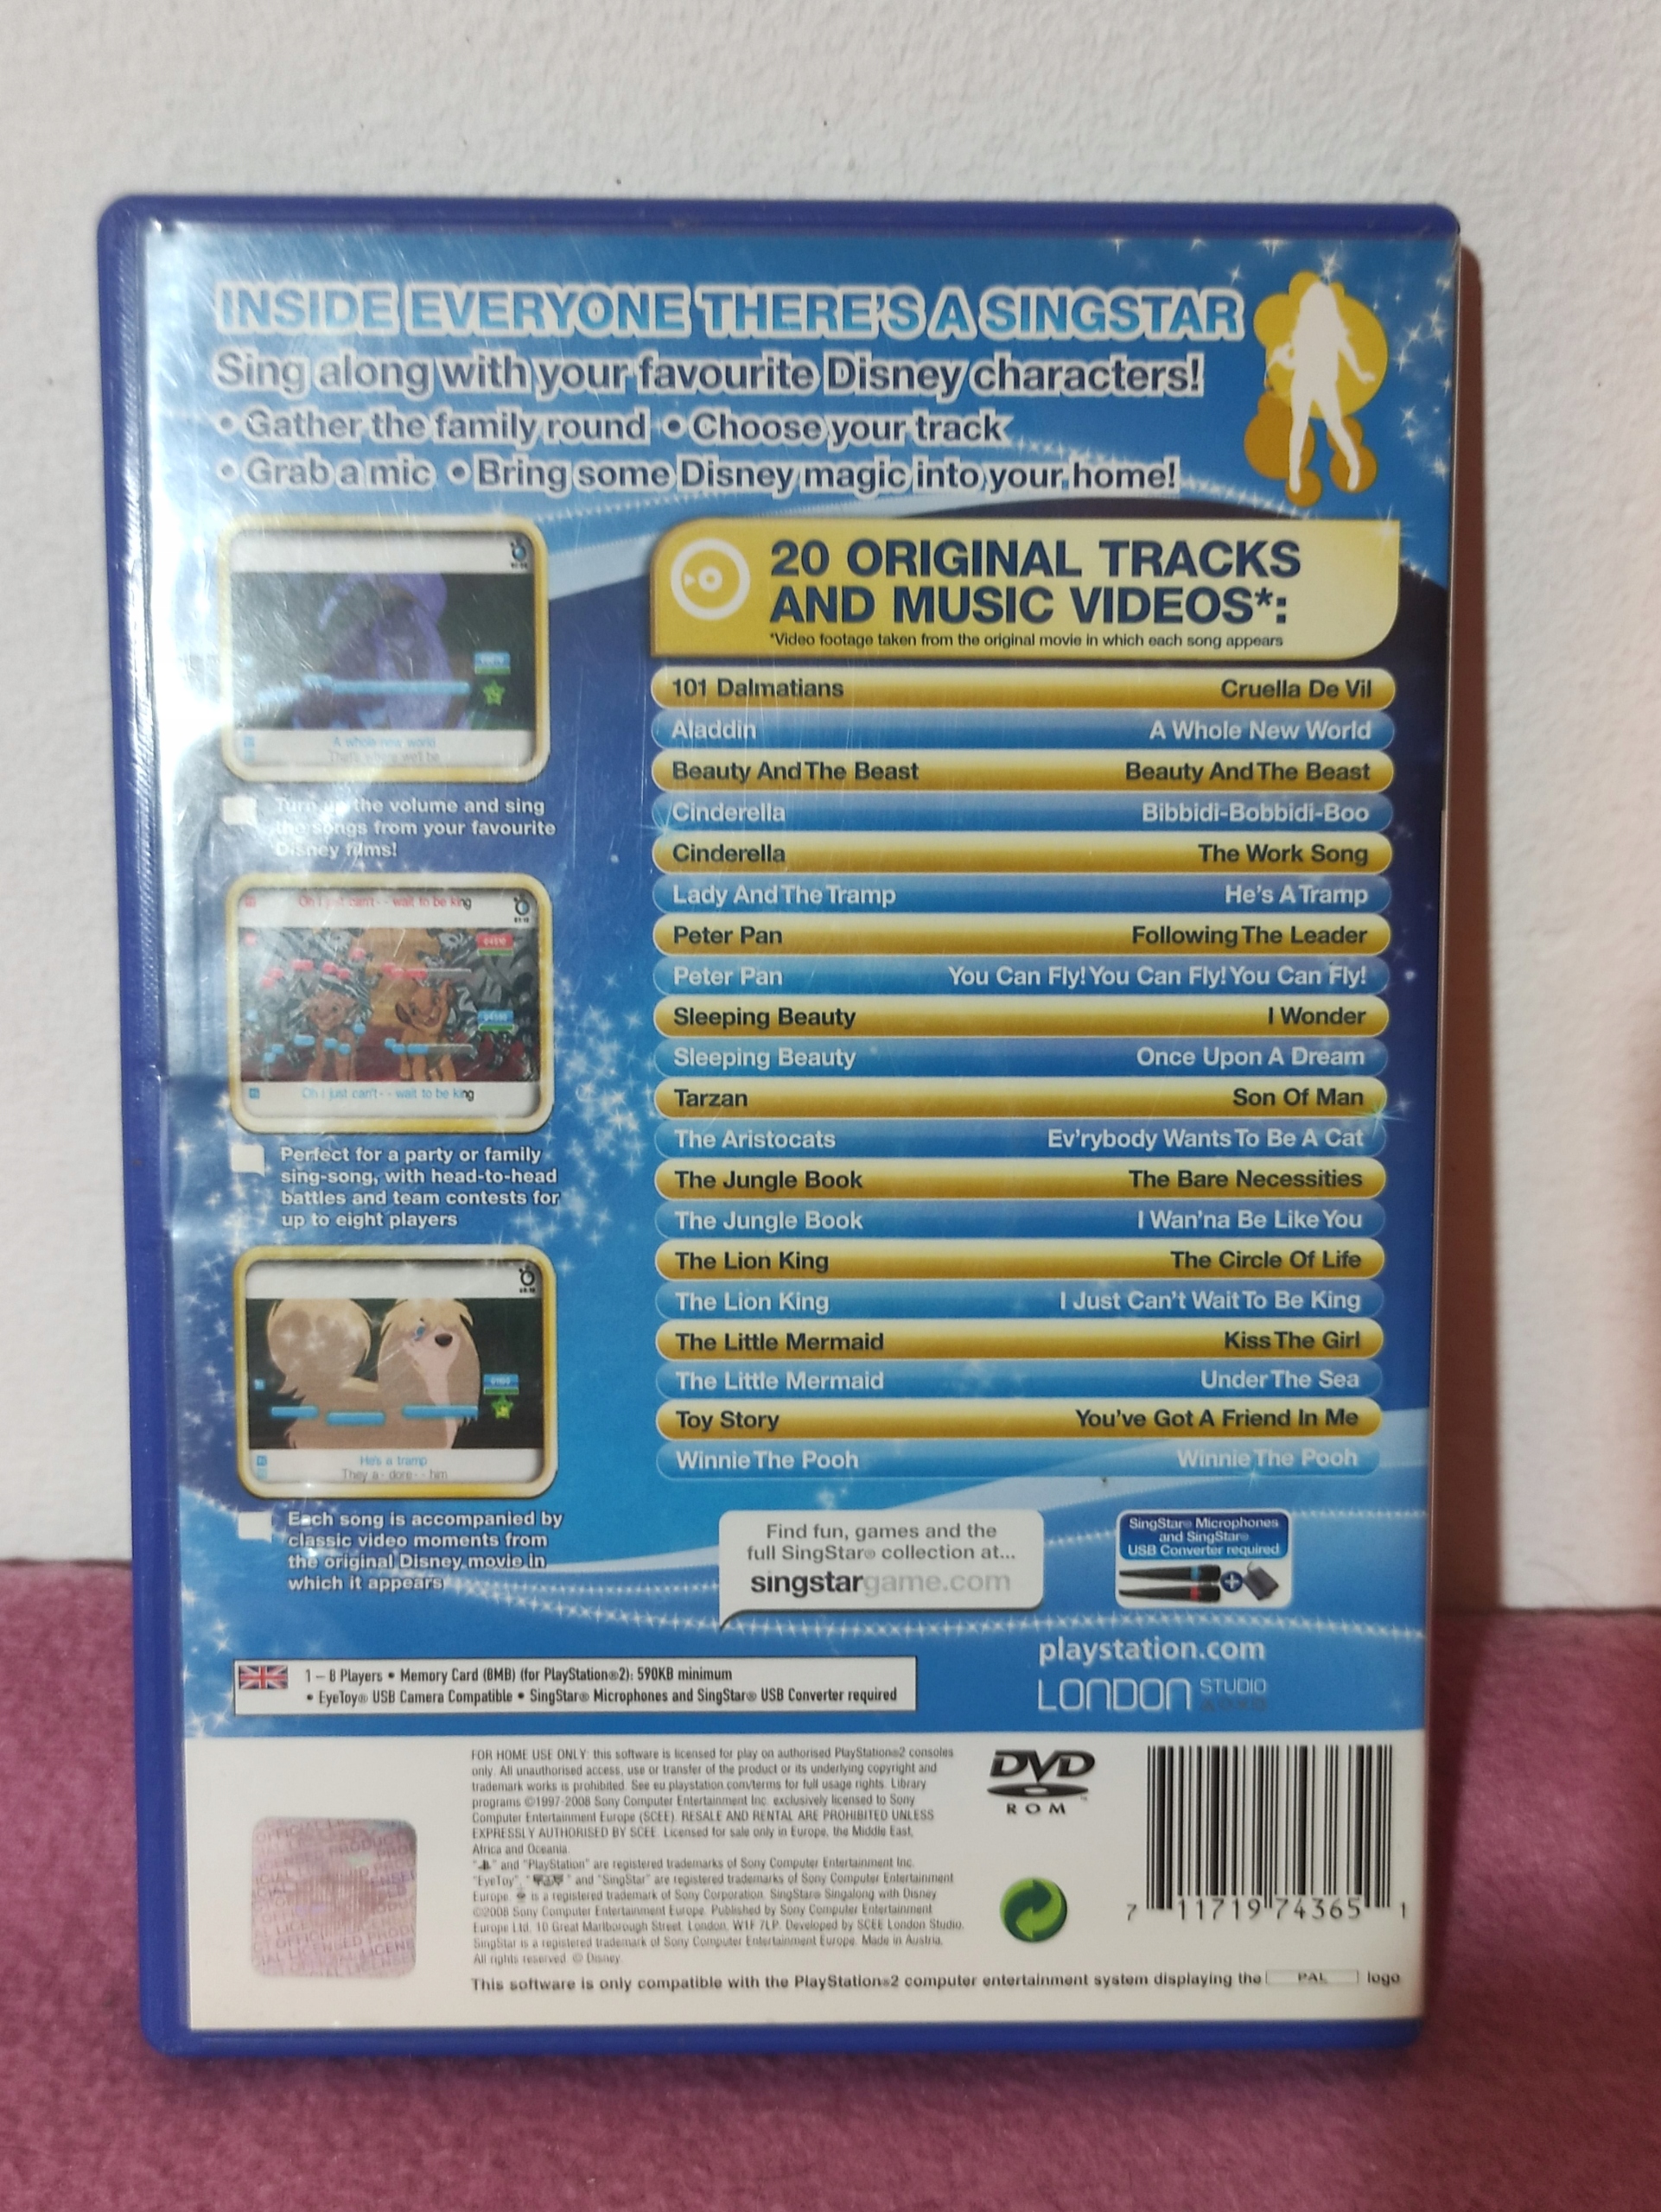 INSIDE EVERYONE THERE'S A SINGSTAR
Sing along with your favourite Disney characters!
• Gather the family round • Choose your track
• Grab a mic • Bring some Disney magic into your home!
A whole new world
That's where we'll be
Turn up the volume and sing
the songs from your favourite
Disney films!
Oh I just can't - - wait to be king
Oh I just can't - - wait to be king
Perfect for a party or family
sing-song, with head-to-head
battles and team contests for
up to eight players
He's a tramp
They a - dore - - him
Each song is accompanied by
classic video moments from
the original Disney movie in
which it appears
20 ORIGINAL TRACKS
AND MUSIC VIDEOS*:
*Video footage taken from the original movie in which each song appears
101 Dalmatians Cruella De Vil
Aladdin A Whole New World
Beauty And The Beast Beauty And The Beast
Cinderella Bibbidi-Bobbidi-Boo
Cinderella The Work Song
Lady And The Tramp He's A Tramp
Peter Pan Following The Leader
Peter Pan You Can Fly! You Can Fly! You Can Fly!
Sleeping Beauty I Wonder
Sleeping Beauty Once Upon A Dream
Tarzan Son Of Man
The Aristocats Ev'rybody Wants To Be A Cat
The Jungle Book The Bare Necessities
The Jungle Book I Wan'na Be Like You
The Lion King The Circle Of Life
The Lion King I Just Can't Wait To Be King
The Little Mermaid Kiss The Girl
The Little Mermaid Under The Sea
Toy Story You've Got A Friend In Me
Winnie The Pooh Winnie The Pooh
Find fun, games and the
full SingStar® collection at...
singstargame.com
SingStar® Microphones
and SingStar®
USB Converter required
playstation.com
LONDON STUDIO
1 – 8 Players • Memory Card (8MB) (for PlayStation®2): 590KB minimum
• EyeToy® USB Camera Compatible • SingStar® Microphones and SingStar® USB Converter required
FOR HOME USE ONLY: this software is licensed for play on authorised PlayStation®2 consoles
only. All unauthorised access, use or transfer of the product or its underlying copyright and
trademark works is prohibited. See eu.playstation.com/terms for full usage rights. Library
programs ©1997-2008 Sony Computer Entertainment Inc. exclusively licensed to Sony
Computer Entertainment Europe (SCEE). RESALE AND RENTAL ARE PROHIBITED UNLESS
EXPRESSLY AUTHORISED BY SCEE. Licensed for sale only in Europe, the Middle East,
Africa and Oceania.
" " and "PlayStation" are registered trademarks of Sony Computer Entertainment Inc.
"EyeToy", " " and "SingStar" are registered trademarks of Sony Computer Entertainment
Europe. is a registered trademark of Sony Corporation. SingStar® Singalong with Disney
©2008 Sony Computer Entertainment Europe. Published by Sony Computer Entertainment
Europe Ltd. 10 Great Marlborough Street, London, W1F 7LP. Developed by SCEE London Studio.
SingStar is a registered trademark of Sony Computer Entertainment Europe. Made in Austria.
All rights reserved. © Disney.
This software is only compatible with the PlayStation®2 computer entertainment system displaying the PAL logo
DVD
ROM
7 11719 74365 1